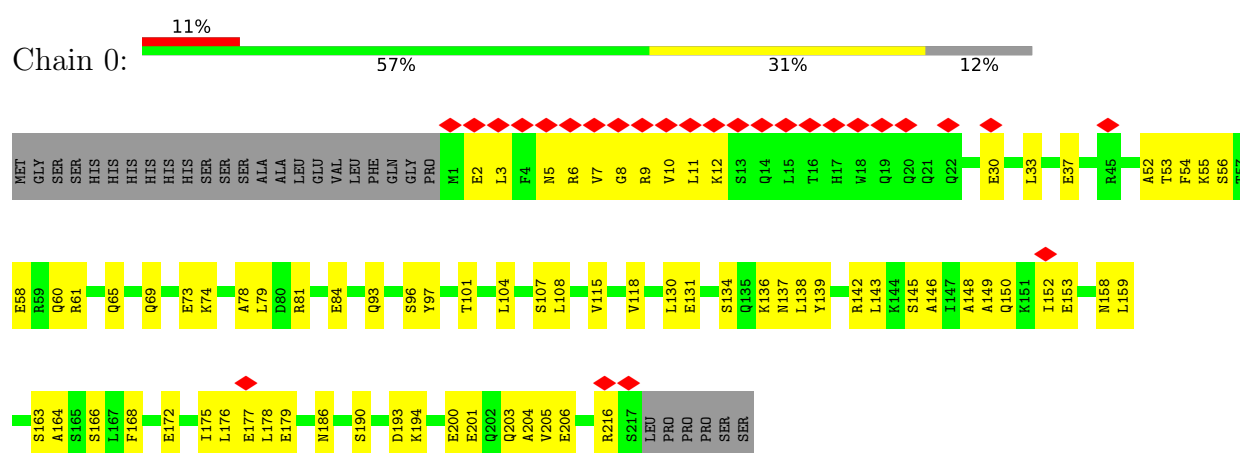 11%
Chain 0:
57% 31% 12%
MET GLY SER SER HIS HIS HIS HIS HIS HIS SER SER SER ALA ALA LEU GLU VAL LEU PHE GLN GLY PRO M1 E2 L3 F4 N5 R6 V7 G8 R9 V10 L11 K12 S13 Q14 L15 T16 H17 W18 Q19 Q20 Q21 Q22 E30 L33 E37 R45 A52 T53 F54 K55 S56 T57
E58 R59 Q60 R61 Q65 Q69 E73 K74 A78 L79 D80 R81 E84 Q93 S96 Y97 T101 L104 S107 L108 V115 V118 L130 E131 S134 Q135 K136 N137 L138 Y139 R142 L143 K144 S145 A146 I147 A148 A149 Q150 K151 I152 E153 N158 L159
S163 A164 S165 S166 L167 F168 E172 I175 L176 E177 L178 E179 N186 S190 D193 K194 E200 E201 Q202 Q203 A204 V205 E206 R216 S217 LEU PRO PRO PRO SER SER